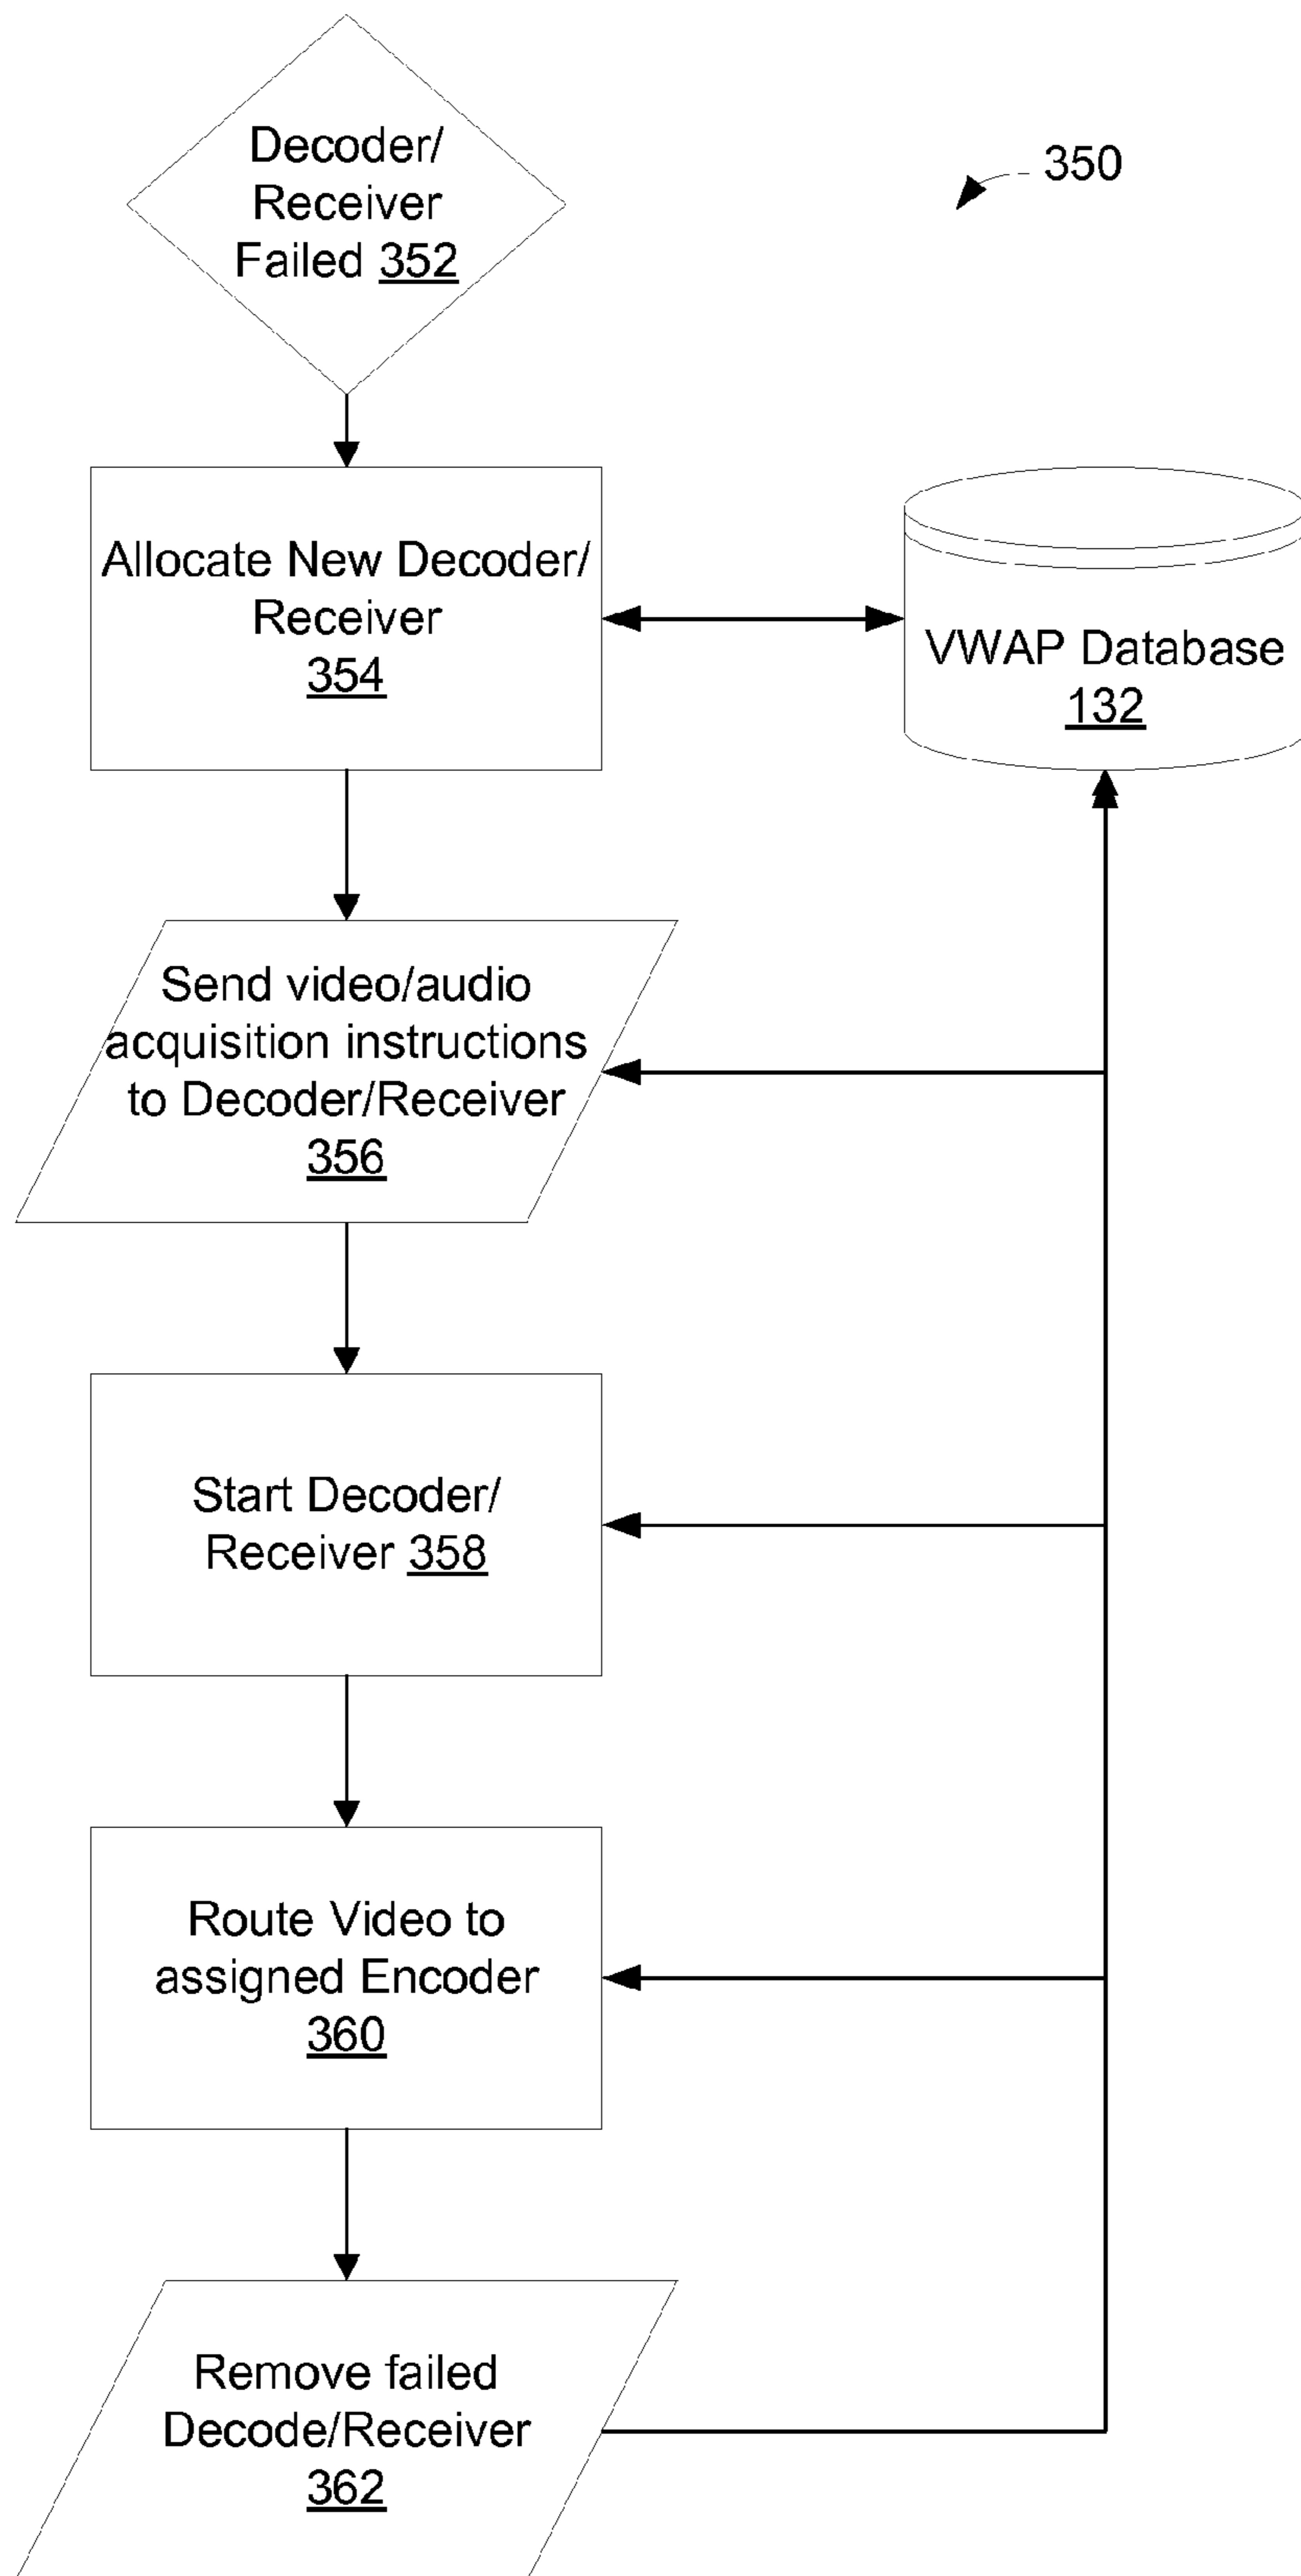 Decoder/
Receiver
Failed 352
350
Allocate New Decoder/
Receiver
354
VWAP Database
132
Send video/audio
acquisition instructions
to Decoder/Receiver
356
Start Decoder/
Receiver 358
Route Video to
assigned Encoder
360
Remove failed
Decode/Receiver
362